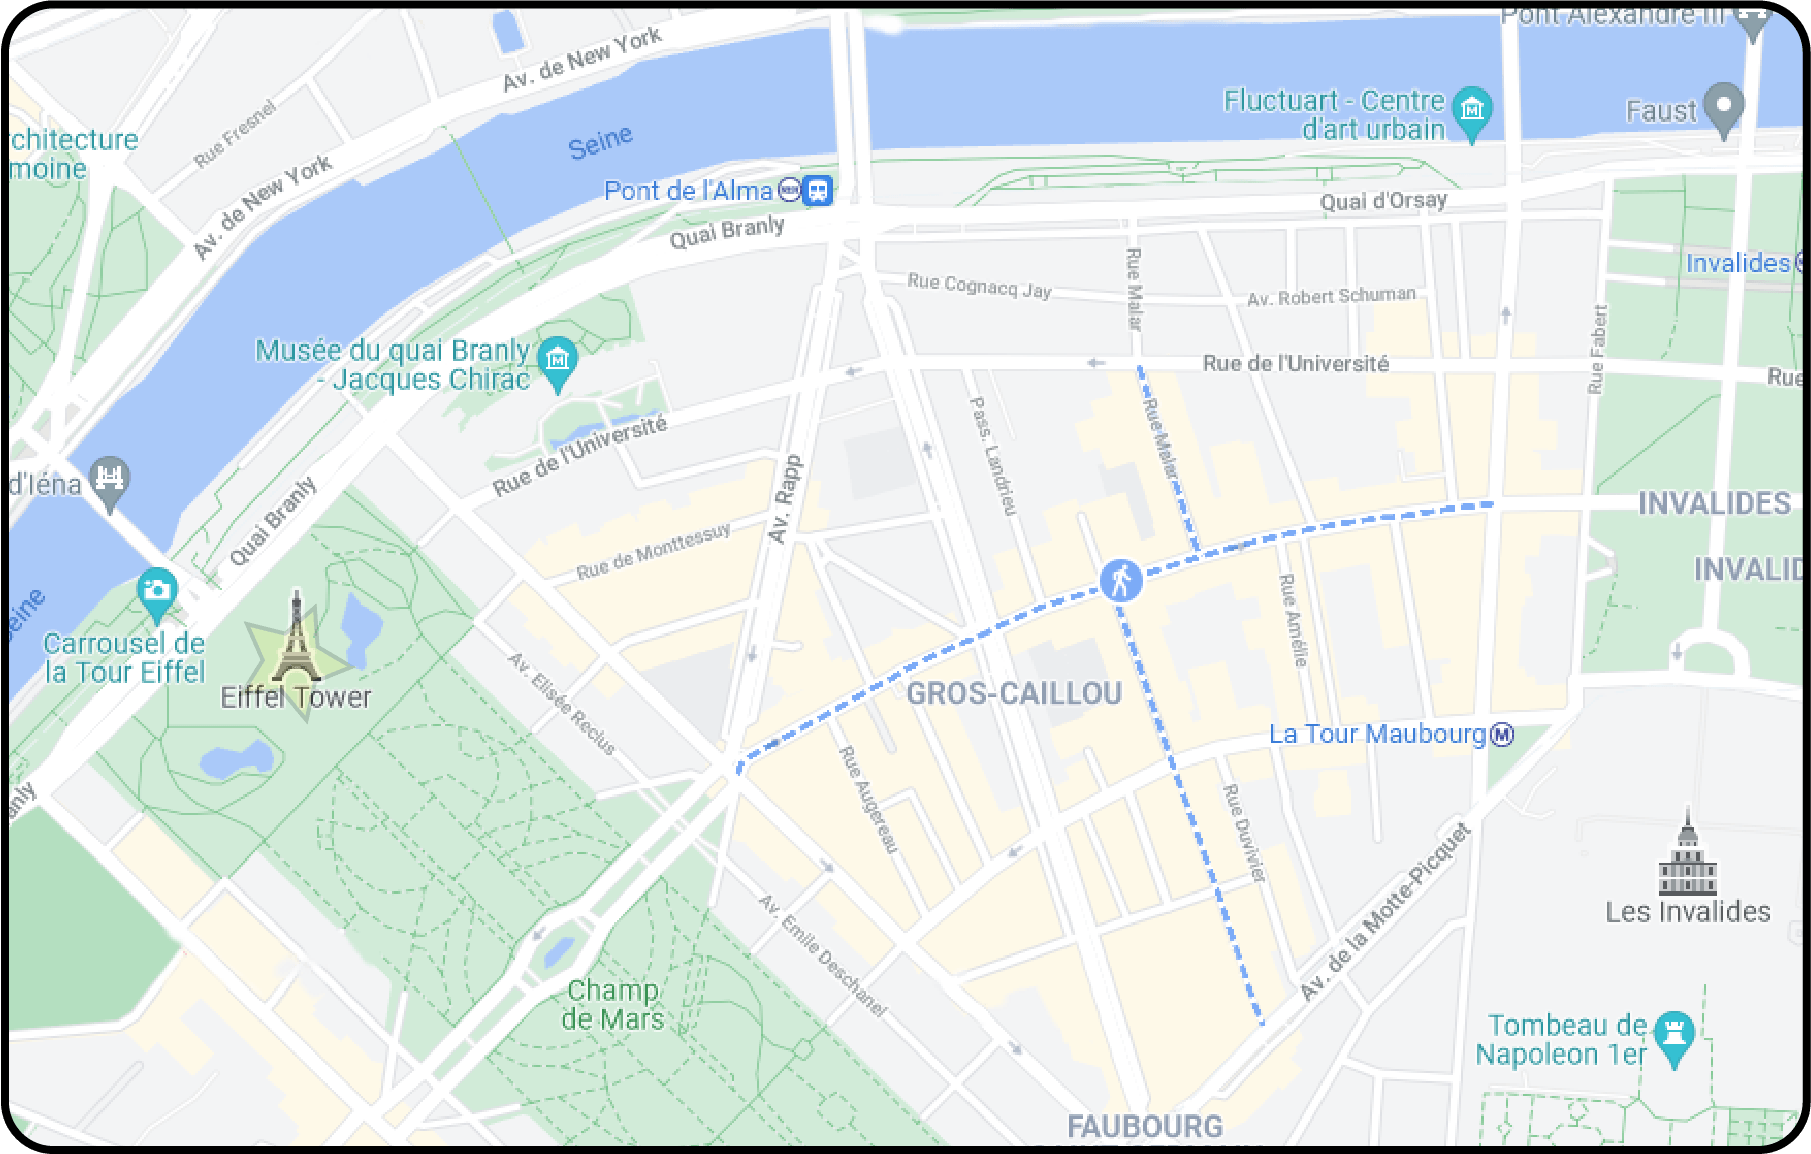 Pont Alexandre III
Av. de New York
Fluctuart - Centre
d'art urbain
Faust
Rue Fresnel
rchitecture
moine
Seine
Av. de New York
Pont de l'Alma
Quai Branly
Quai d'Orsay
Invalides
Rue Cognacq Jay
Rue Malar
Av. Robert Schuman
Rue Fabert
Musée du quai Branly
- Jacques Chirac
Rue de l'Université
Rue
Rue Malar
Pass. Landrieu
Rue de l'Université
Av. Rapp
d'Iéna
Quai Branly
INVALIDES
Rue de Monttessuy
INVALID
eine
Carrousel de
la Tour Eiffel
Eiffel Tower
Rue Amélie
Av. Elisée Reclus
GROS-CAILLOU
La Tour Maubourg
M
Rue Augereau
Rue Duvivier
anly
Av. de la Motte-Picquet
Les Invalides
Av. Emile Deschanel
Champ
de Mars
Tombeau de
Napoleon 1er
FAUBOURG